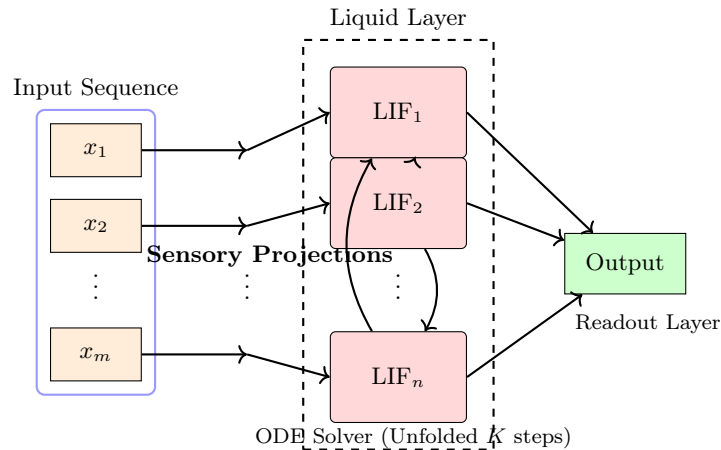 Liquid Layer
Input Sequence
x₁
x₂
⋮
xₘ
Sensory Projections
⋮
LIF₁
LIF₂
⋮
LIFₙ
ODE Solver (Unfolded K steps)
Output
Readout Layer